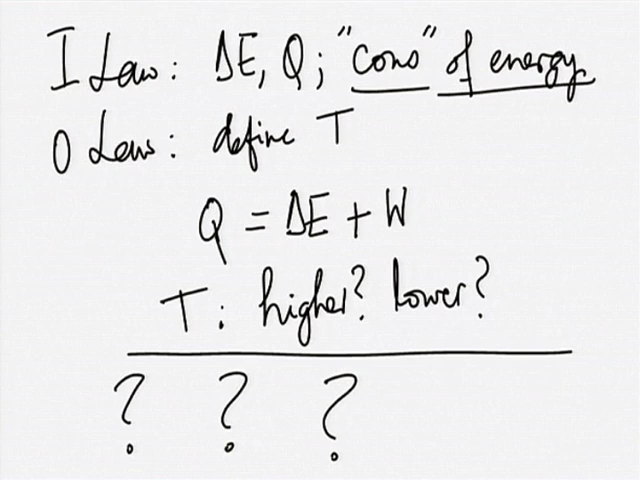 I Law: ΔE, Q; "cons" of energy
0 Law: define T
Q = ΔE + W
T: higher? lower?
? ? ?